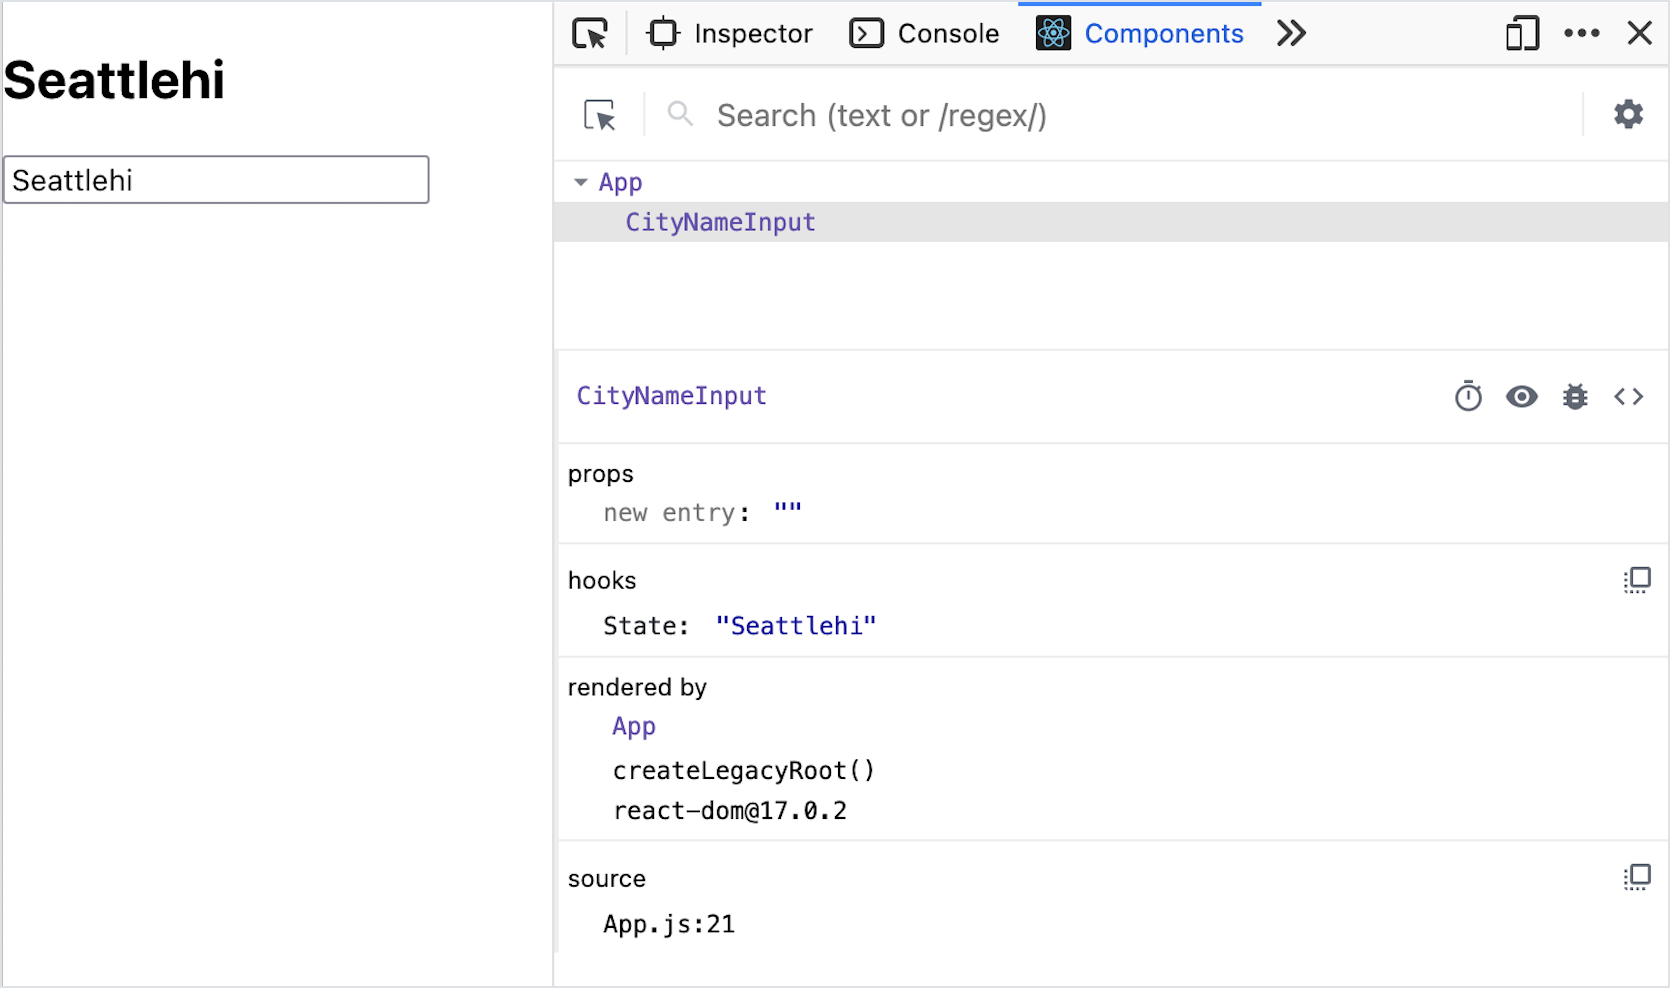 Seattlehi
Seattlehi
Inspector Console Components
Search (text or /regex/)
App
CityNameInput
CityNameInput
props
new entry: ""
hooks
State: "Seattlehi"
rendered by
App
createLegacyRoot()
react-dom@17.0.2
source
App.js:21